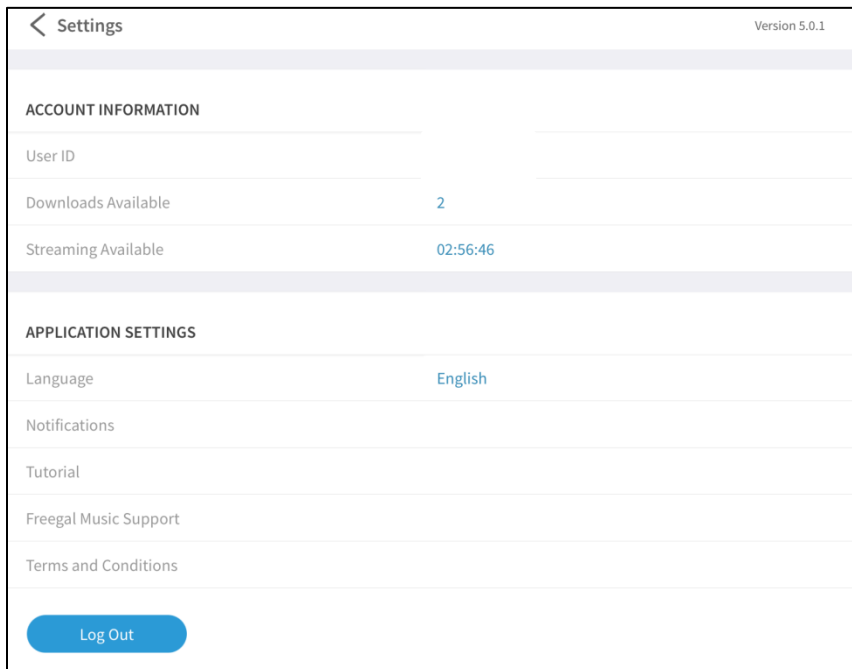 Settings
Version 5.0.1
ACCOUNT INFORMATION
User ID
Downloads Available 2
Streaming Available 02:56:46
APPLICATION SETTINGS
Language English
Notifications
Tutorial
Freegal Music Support
Terms and Conditions
Log Out